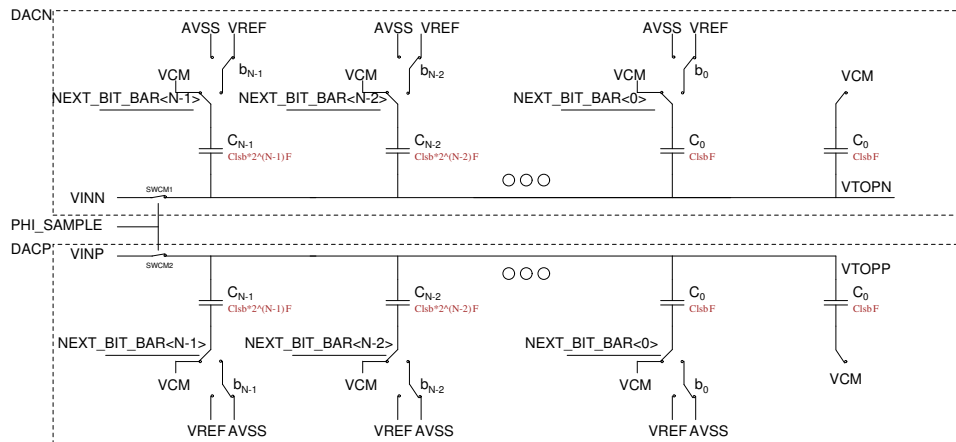 DACN
AVSS VREF AVSS VREF AVSS VREF
b_{N-1} b_{N-2} b_0
VCM VCM VCM VCM
NEXT_BIT_BAR<N-1> NEXT_BIT_BAR<N-2> NEXT_BIT_BAR<0>
C_{N-1} C_{N-2} C_0 C_0
Clsb*2^(N-1)F Clsb*2^(N-2)F ClsbF ClsbF
SWCM1
VINN VTOPN
PHI_SAMPLE
DACP
VINP VTOPP
SWCM2
C_{N-1} C_{N-2} C_0 C_0
Clsb*2^(N-1)F Clsb*2^(N-2)F ClsbF ClsbF
NEXT_BIT_BAR<N-1> NEXT_BIT_BAR<N-2> NEXT_BIT_BAR<0>
VCM VCM VCM VCM
b_{N-1} b_{N-2} b_0
VREF AVSS VREF AVSS VREF AVSS